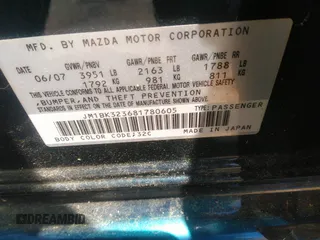 MFD. BY MAZDA MOTOR CORPORATION
GVWR/PNBV GAWR/PNBE FRT GAWR/PNBE RR
06/07 3951 LB 2163 LB 1788 LB
1792 KG 981 KG 811 KG
THIS VEHICLE CONFORMS TO ALL APPLICABLE
FEDERAL MOTOR VEHICLE SAFETY,
BUMPER, AND THEFT PREVENTION
STANDARDS IN EFFECT ON THE DATE OF
MANUFACTURE SHOWN ABOVE.
JM1BK323681780605 TYPE:PASSENGER
BODY COLOR CODE:32C MADE IN JAPAN
DREAMBID